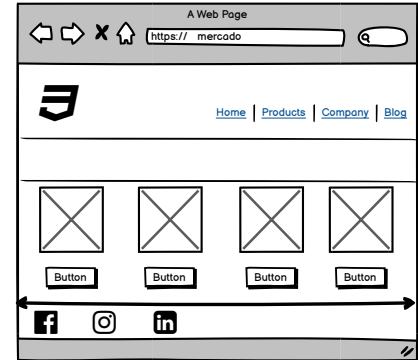 A Web Page
https:// mercado
Home Products Company Blog
Button Button Button Button